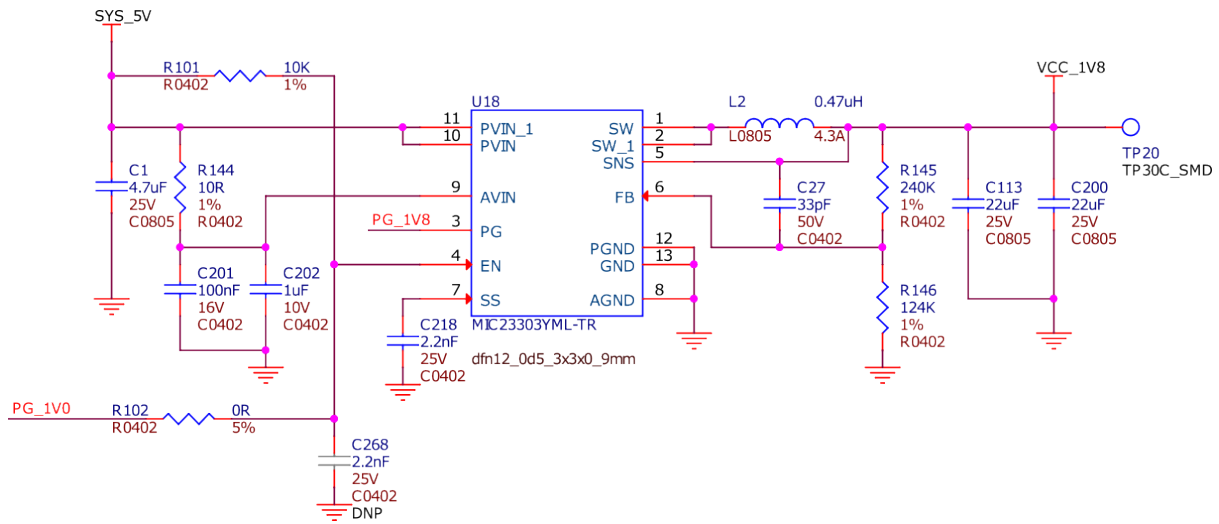 SYS_5V
R101
R0402
10K
1%
C1
4.7uF
25V
C0805
R144
10R
1%
R0402
C201
100nF
16V
C0402
C202
1uF
10V
C0402
PG_1V8
PG_1V0
R102
R0402
0R
5%
C268
2.2nF
25V
C0402
DNP
C218
2.2nF
25V
C0402
U18
11
PVIN_1
10
PVIN
9
AVIN
3
PG
4
EN
7
SS
SW
1
SW_1
2
SNS
5
FB
6
PGND
12
GND
13
AGND
8
MIC23303YML-TR
dfn12_0d5_3x3x0_9mm
L2
0.47uH
L0805
4.3A
C27
33pF
50V
C0402
R145
240K
1%
R0402
R146
124K
1%
R0402
C113
22uF
25V
C0805
C200
22uF
25V
C0805
VCC_1V8
TP20
TP30C_SMD